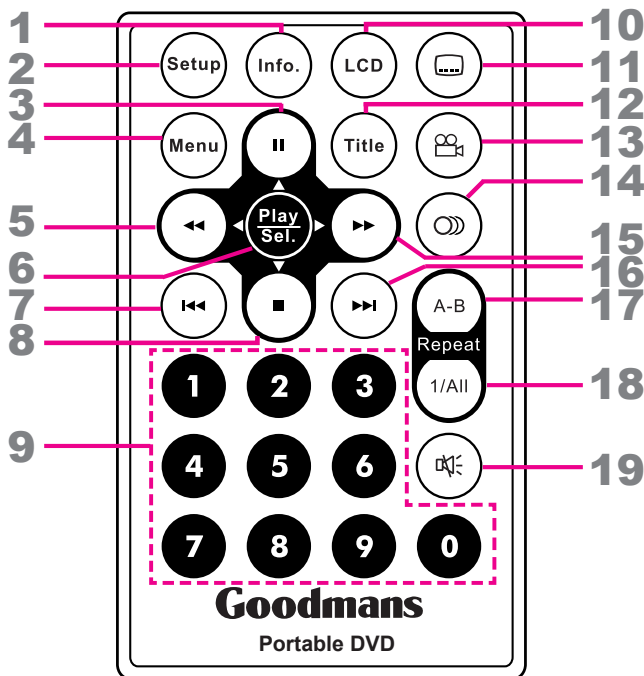 1
10
2
Setup
Info.
LCD
11
3
12
4
Menu
Title
13
14
5
Play
Sel.
15
6
16
7
A-B
17
8
Repeat
1
2
3
1/All
18
9
4
5
6
19
7
8
9
0
Goodmans
Portable DVD